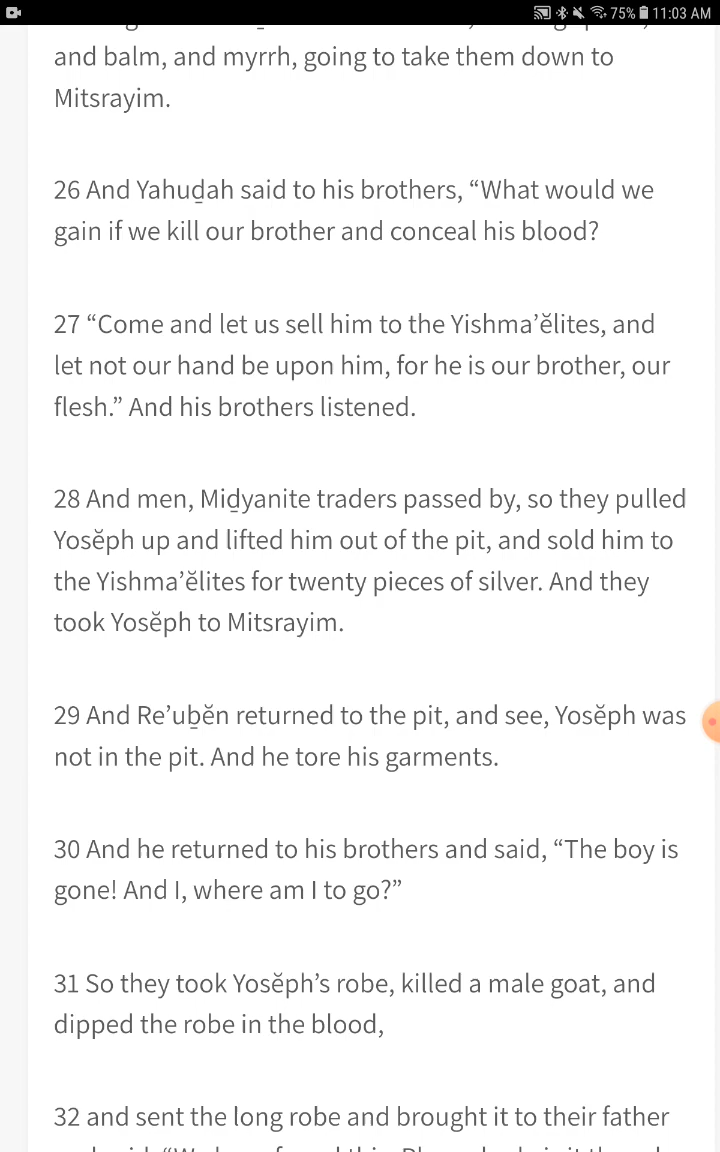 75% 11:03 AM
and balm, and myrrh, going to take them down to
Mitsrayim.
26 And Yahuḏah said to his brothers, “What would we
gain if we kill our brother and conceal his blood?
27 “Come and let us sell him to the Yishma’ĕlites, and
let not our hand be upon him, for he is our brother, our
flesh.” And his brothers listened.
28 And men, Miḏyanite traders passed by, so they pulled
Yosĕph up and lifted him out of the pit, and sold him to
the Yishma’ĕlites for twenty pieces of silver. And they
took Yosĕph to Mitsrayim.
29 And Re’uḇĕn returned to the pit, and see, Yosĕph was
not in the pit. And he tore his garments.
30 And he returned to his brothers and said, “The boy is
gone! And I, where am I to go?”
31 So they took Yosĕph’s robe, killed a male goat, and
dipped the robe in the blood,
32 and sent the long robe and brought it to their father